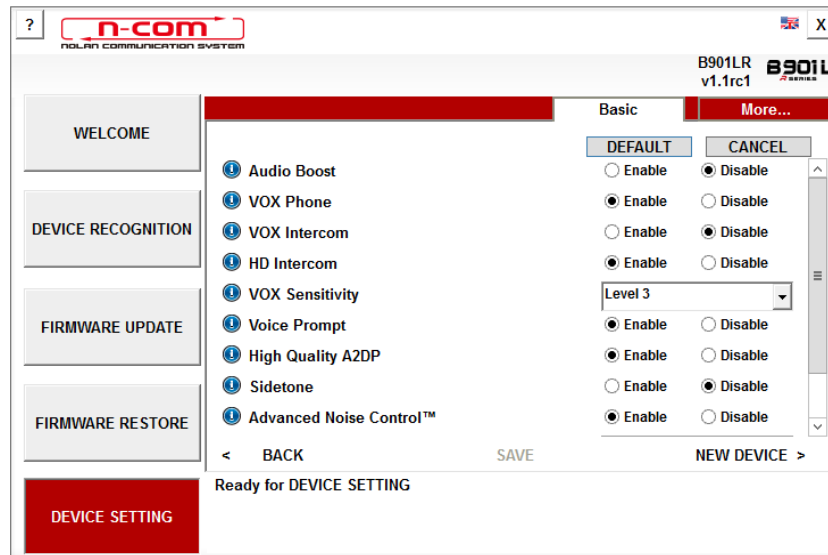 ?
n-com
X
NOLAN COMMUNICATION SYSTEM
B901LR
v1.1rc1
B901L
R SERIES
Basic
More...
WELCOME
DEFAULT
CANCEL
Audio Boost Enable Disable
VOX Phone Enable Disable
DEVICE RECOGNITION
VOX Intercom Enable Disable
HD Intercom Enable Disable
VOX Sensitivity Level 3
FIRMWARE UPDATE
Voice Prompt Enable Disable
High Quality A2DP Enable Disable
Sidetone Enable Disable
FIRMWARE RESTORE
Advanced Noise Control™ Enable Disable
< BACK
SAVE
NEW DEVICE >
DEVICE SETTING
Ready for DEVICE SETTING